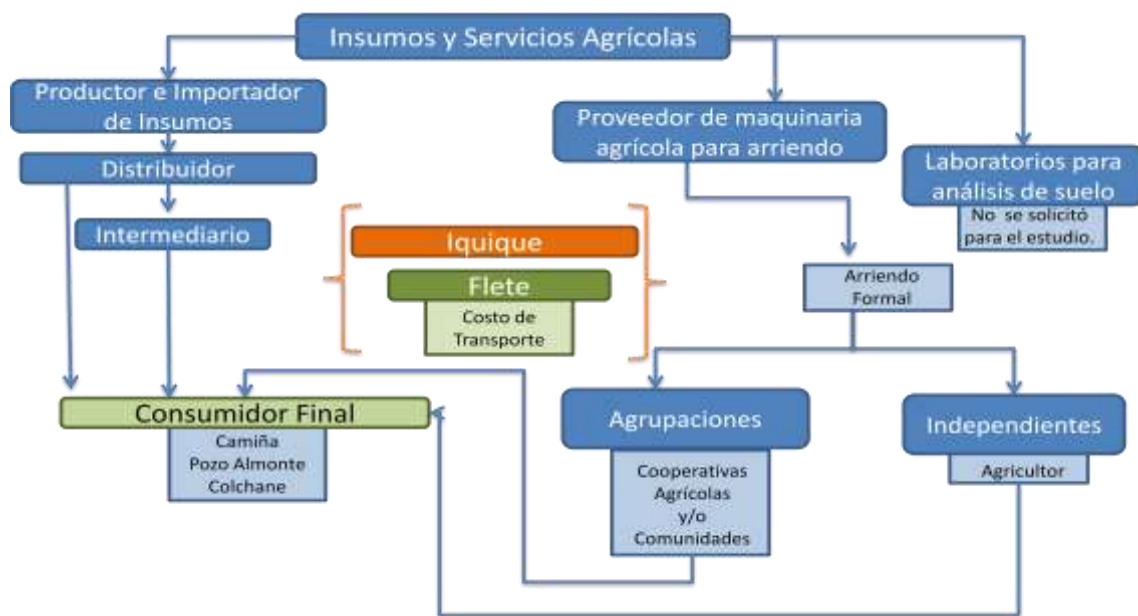 Insumos y Servicios Agrícolas
Productor e Importador
de Insumos
Distribuidor
Intermediario
Proveedor de maquinaria
agrícola para arriendo
Laboratorios para
análisis de suelo
No se solicitó
para el estudio.
Iquique
Flete
Costo de
Transporte
Arriendo
Formal
Consumidor Final
Camiña
Pozo Almonte
Colchane
Agrupaciones
Cooperativas
Agrícolas
y/o
Comunidades
Independientes
Agricultor